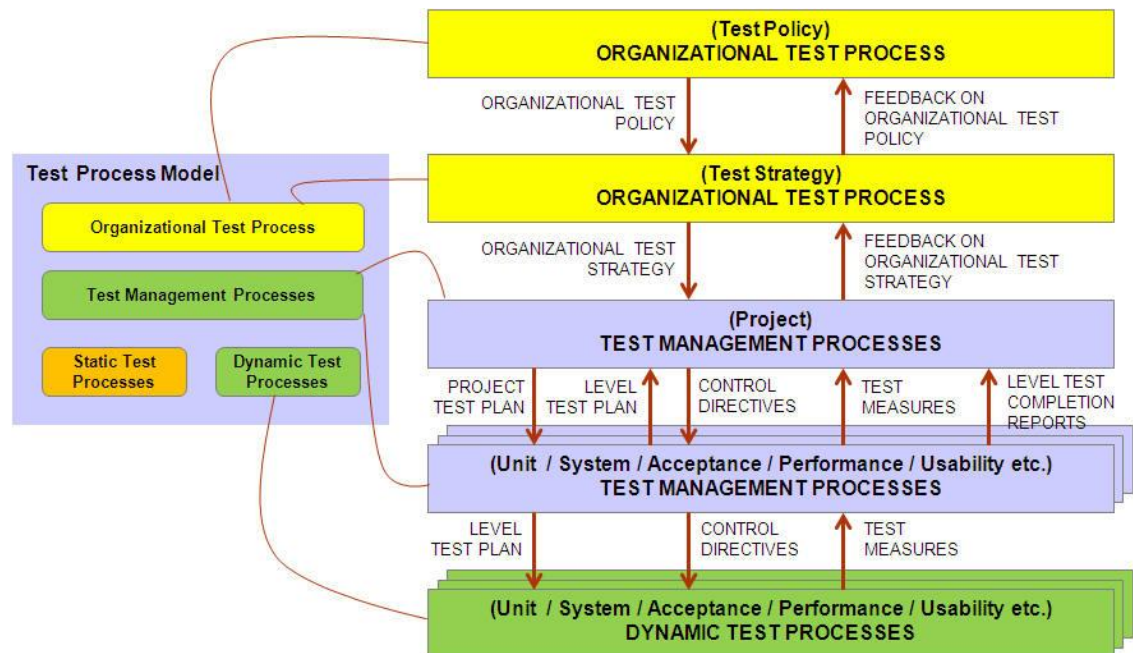 (Test Policy)
ORGANIZATIONAL TEST PROCESS
ORGANIZATIONAL TEST
POLICY
FEEDBACK ON
ORGANIZATIONAL TEST
POLICY
Test Process Model
Organizational Test Process
Test Management Processes
Static Test
Processes
Dynamic Test
Processes
(Test Strategy)
ORGANIZATIONAL TEST PROCESS
ORGANIZATIONAL TEST
STRATEGY
FEEDBACK ON
ORGANIZATIONAL TEST
STRATEGY
(Project)
TEST MANAGEMENT PROCESSES
PROJECT
TEST PLAN
LEVEL
TEST PLAN
CONTROL
DIRECTIVES
TEST
MEASURES
LEVEL TEST
COMPLETION
REPORTS
(Unit / System / Acceptance / Performance / Usability etc.)
TEST MANAGEMENT PROCESSES
LEVEL
TEST PLAN
CONTROL
DIRECTIVES
TEST
MEASURES
(Unit / System / Acceptance / Performance / Usability etc.)
DYNAMIC TEST PROCESSES